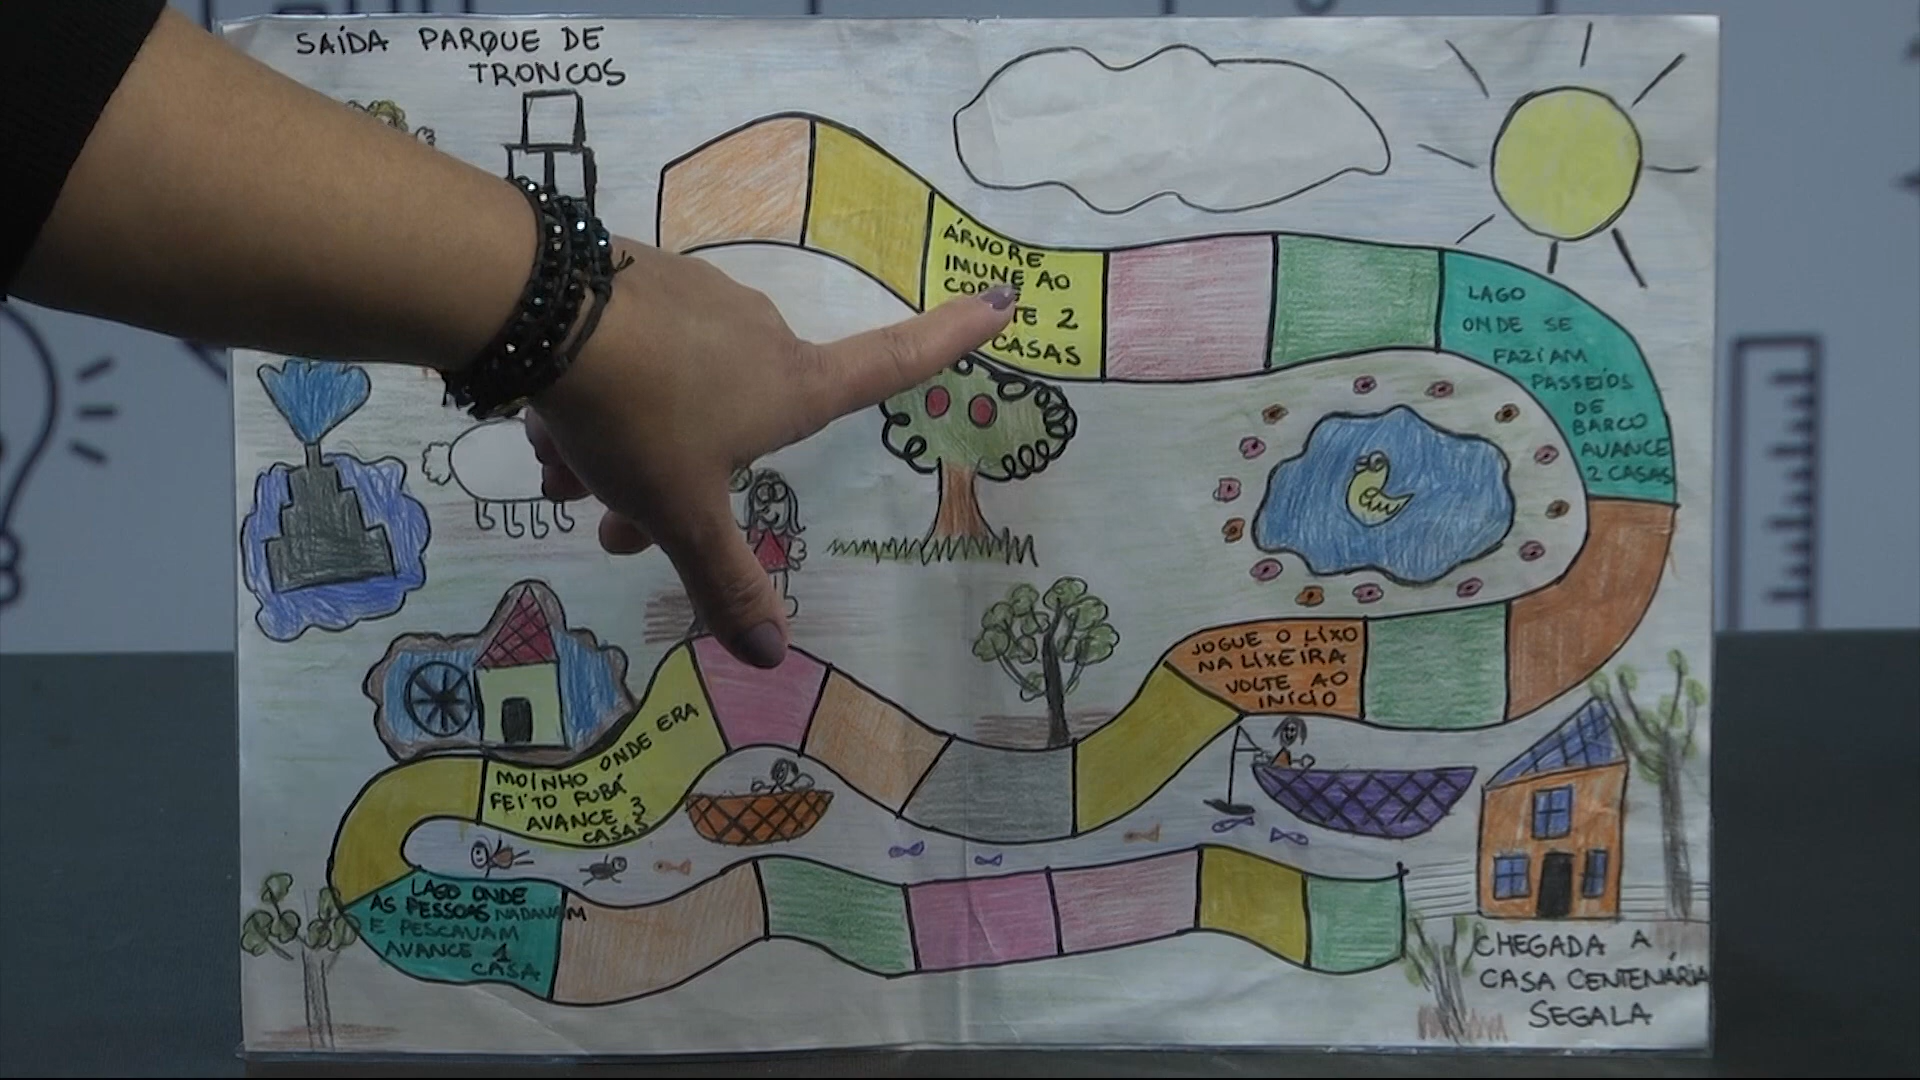 SAÍDA PARQUE DE
TRONCOS
ÁRVORE
IMUNE AO
2
CASAS
LAGO
ONDE SE
FAZIAM
PASSEIOS
DE
BARCO
AVANCE
2 CASAS
JOGUE O LIXO
NA LIXEIRA
VOLTE AO
INÍCIO
MOINHO ONDE ERA
FEITO FUBÁ
AVANCE 3
CASAS
LAGO ONDE
AS PESSOAS NADAVAM
E PESCAVAM
AVANCE 1
CASA
CHEGADA A
CASA CENTENÁRIA
SEGALA